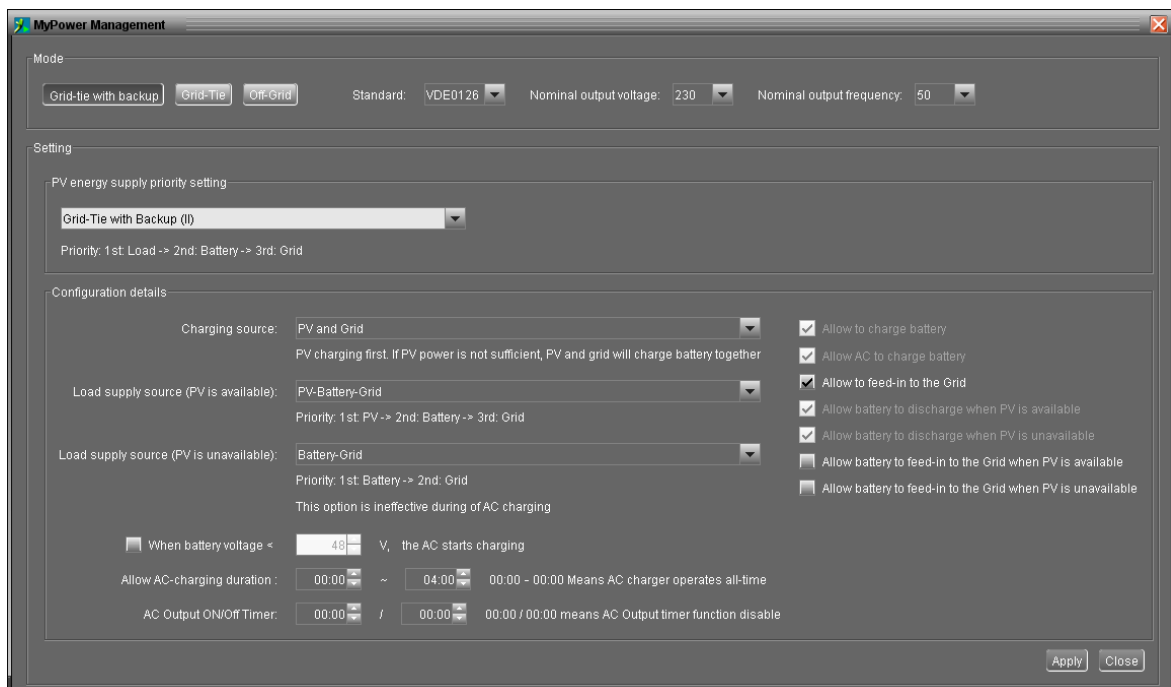 MyPower Management
Mode
Grid-tie with backup Grid-Tie Off-Grid Standard: VDE0126 Nominal output voltage: 230 Nominal output frequency: 50
Setting
PV energy supply priority setting
Grid-Tie with Backup (II)
Priority: 1st: Load -> 2nd: Battery -> 3rd: Grid
Configuration details
Charging source: PV and Grid
PV charging first. If PV power is not sufficient, PV and grid will charge battery together
Load supply source (PV is available): PV-Battery-Grid
Priority: 1st: PV -> 2nd: Battery -> 3rd: Grid
Load supply source (PV is unavailable): Battery-Grid
Priority: 1st: Battery -> 2nd: Grid
This option is ineffective during of AC charging
When battery voltage < 48 V, the AC starts charging
Allow AC-charging duration : 00:00 ~ 04:00 00:00 - 00:00 Means AC charger operates all-time
AC Output ON/Off Timer: 00:00 / 00:00 00:00 / 00:00 means AC Output timer function disable
Allow to charge battery
Allow AC to charge battery
Allow to feed-in to the Grid
Allow battery to discharge when PV is available
Allow battery to discharge when PV is unavailable
Allow battery to feed-in to the Grid when PV is available
Allow battery to feed-in to the Grid when PV is unavailable
Apply Close